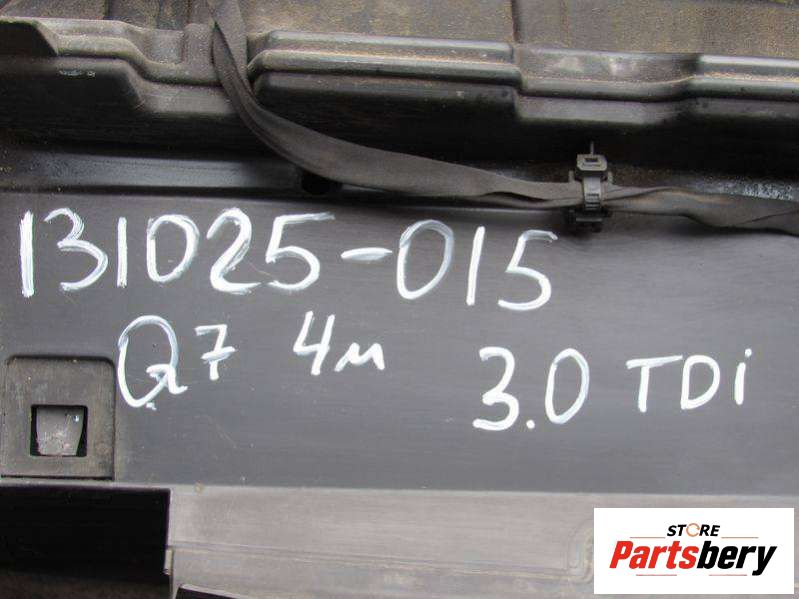 131025-015
Q7 4м 3.0 TDi
STORE
Partsbery